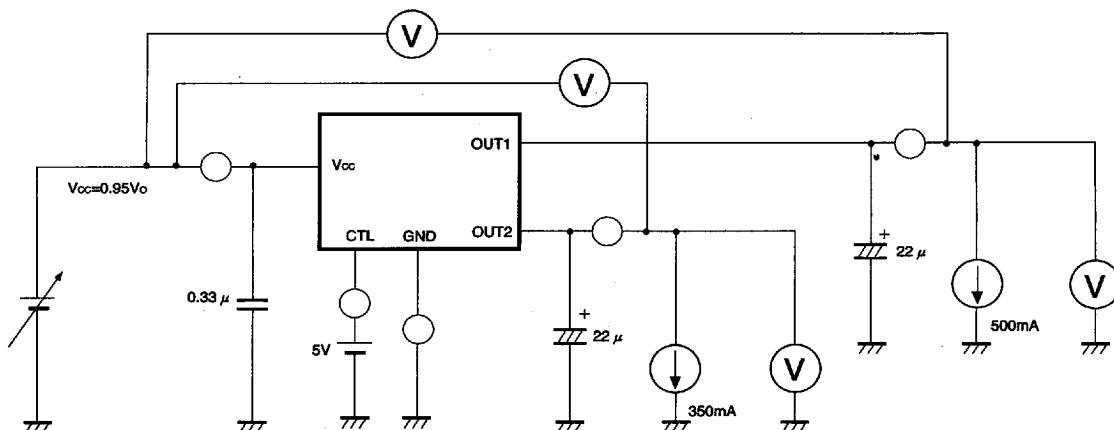 V
V
OUT1
Vcc
Vcc=0.95Vo
CTL
GND
OUT2
+
22 μ
0.33 μ
+
22 μ
5V
V
500mA
V
350mA